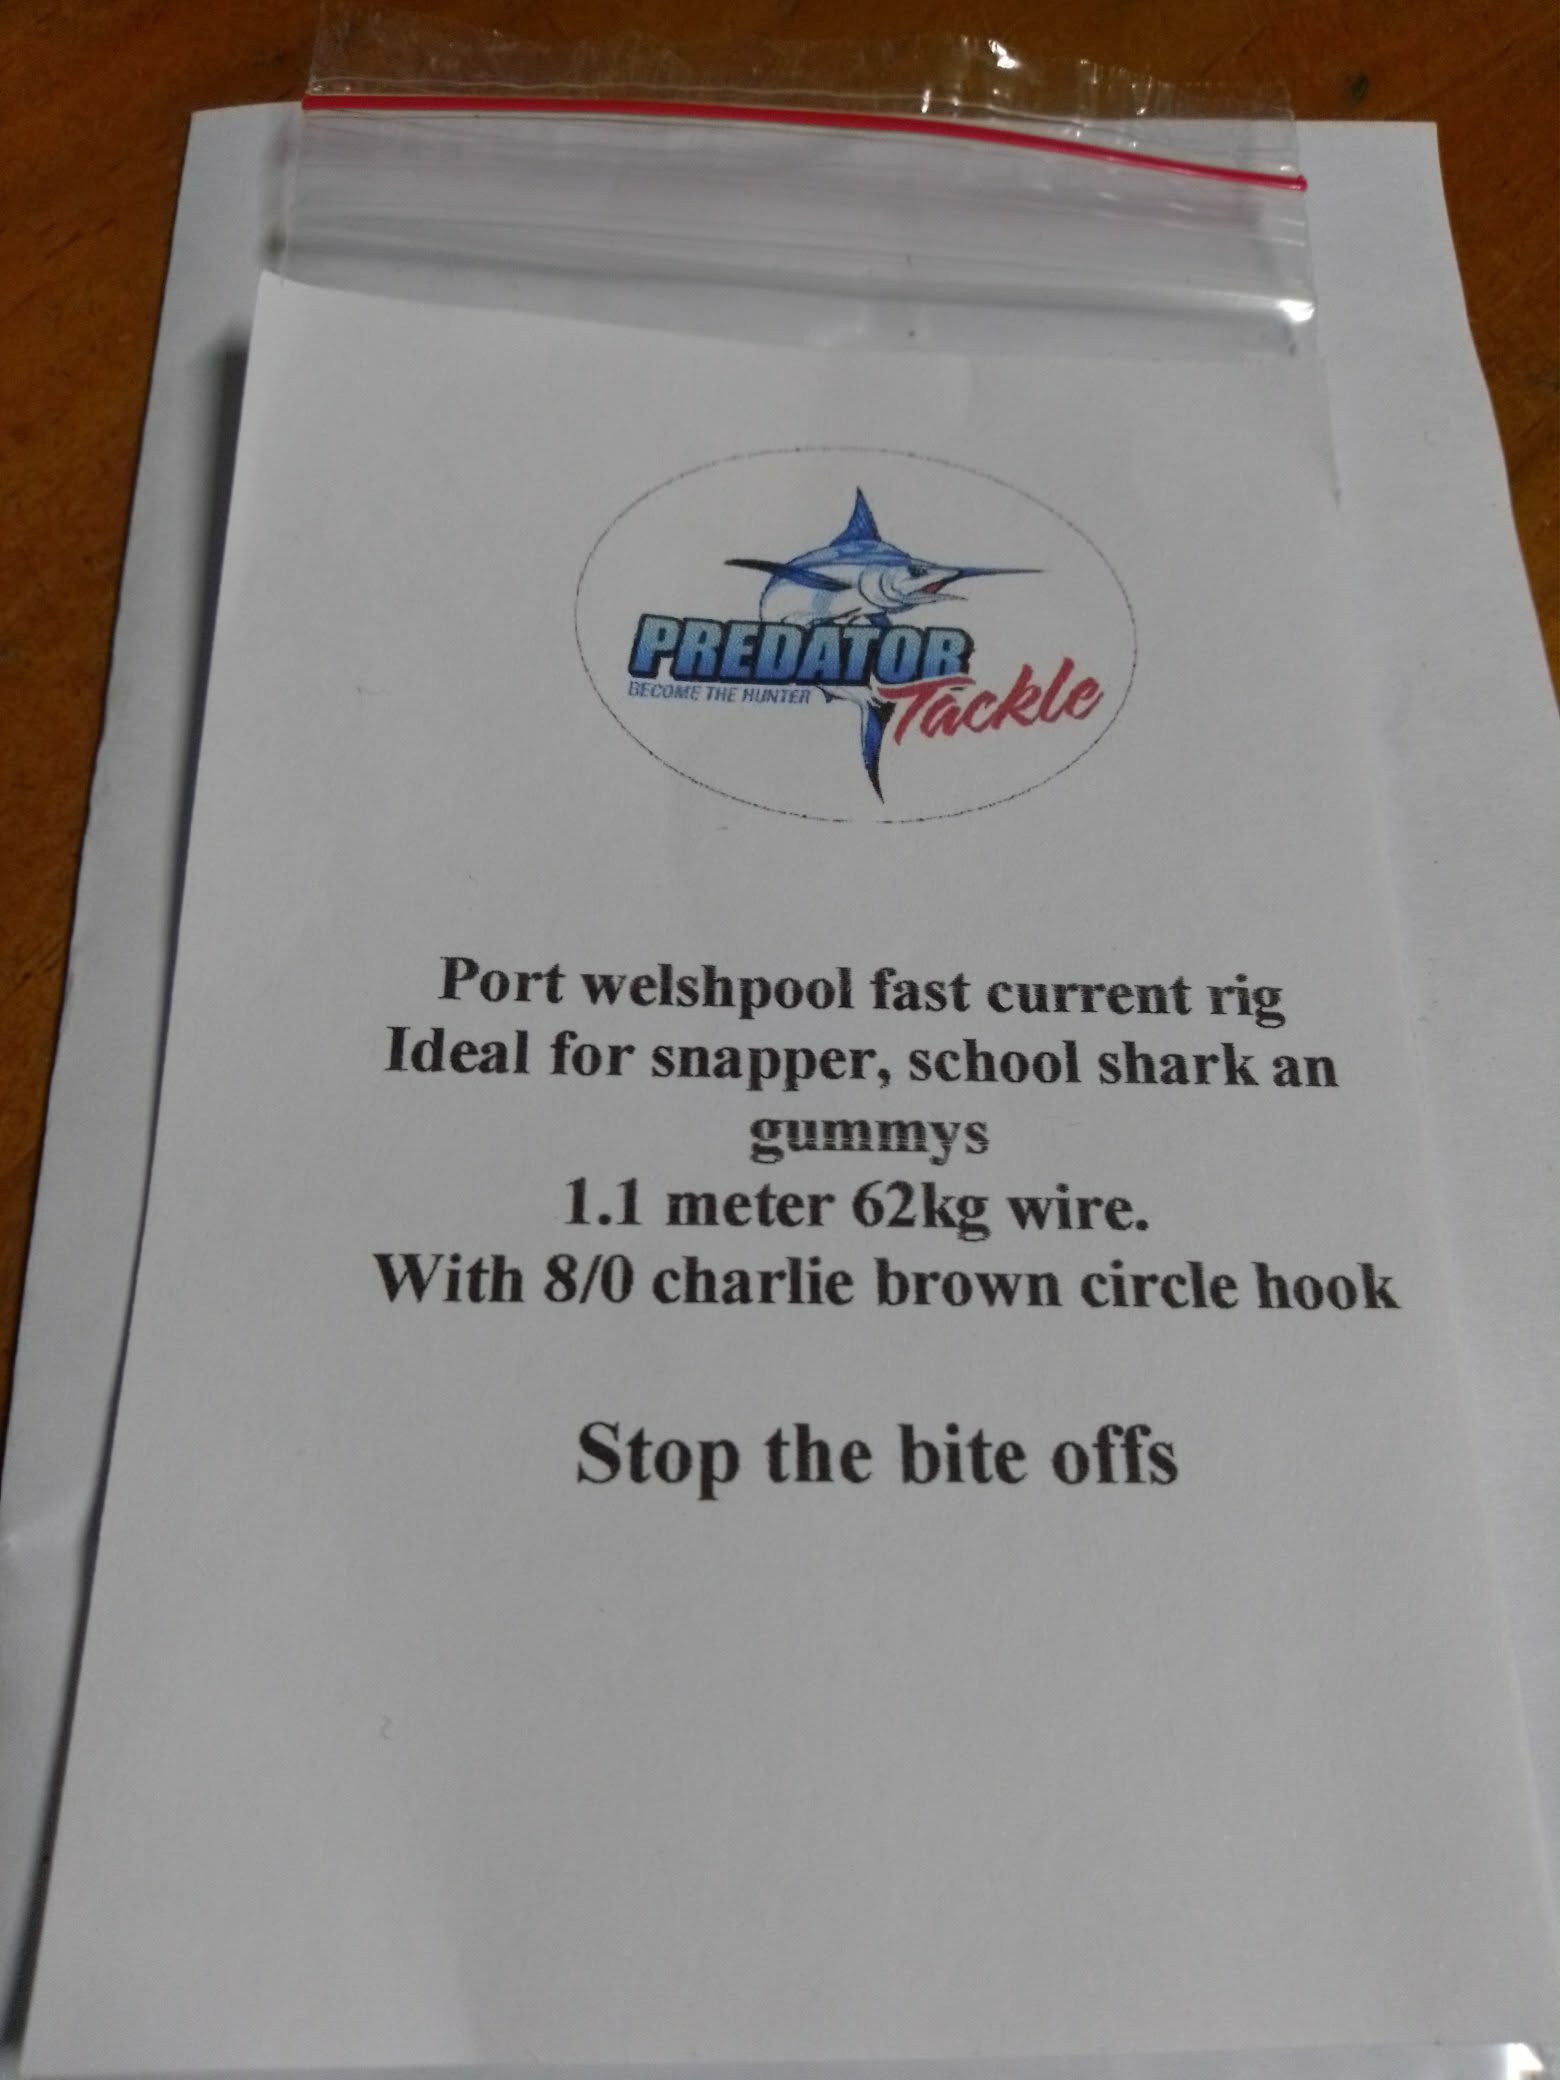 PREDATOR
BECOME THE HUNTER
Tackle
Port welshpool fast current rig
Ideal for snapper, school shark an
gummys
1.1 meter 62kg wire.
With 8/0 charlie brown circle hook
Stop the bite offs